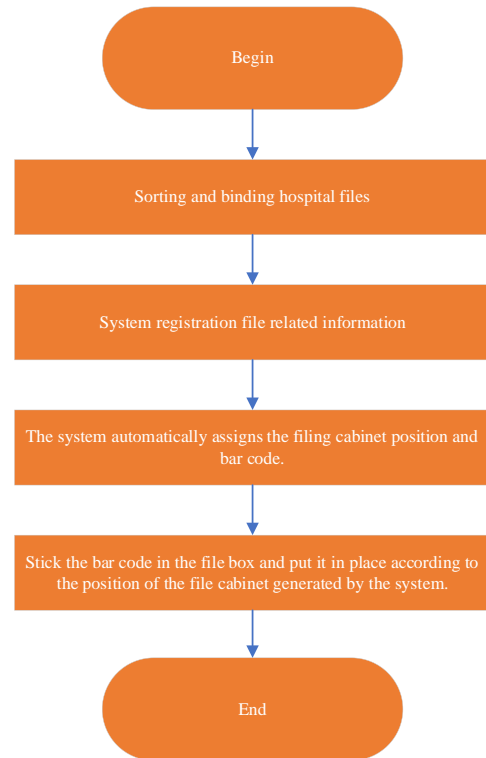 Begin
Sorting and binding hospital files
System registration file related information
The system automatically assigns the filing cabinet position and
bar code.
Stick the bar code in the file box and put it in place according to
the position of the file cabinet generated by the system.
End